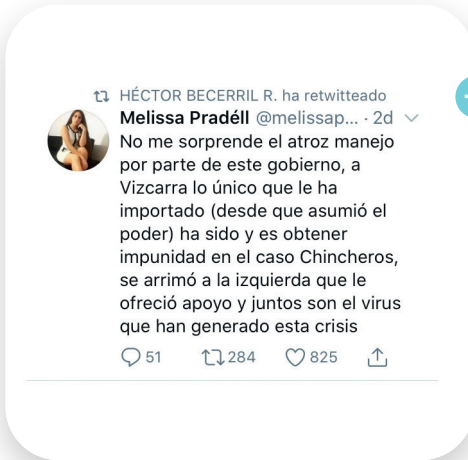 HÉCTOR BECERRIL R. ha retwitteado
Melissa Pradéll @melissap... · 2d
No me sorprende el atroz manejo
por parte de este gobierno, a
Vizcarra lo único que le ha
importado (desde que asumió el
poder) ha sido y es obtener
impunidad en el caso Chincheros,
se arrimó a la izquierda que le
ofreció apoyo y juntos son el virus
que han generado esta crisis
51 284 825